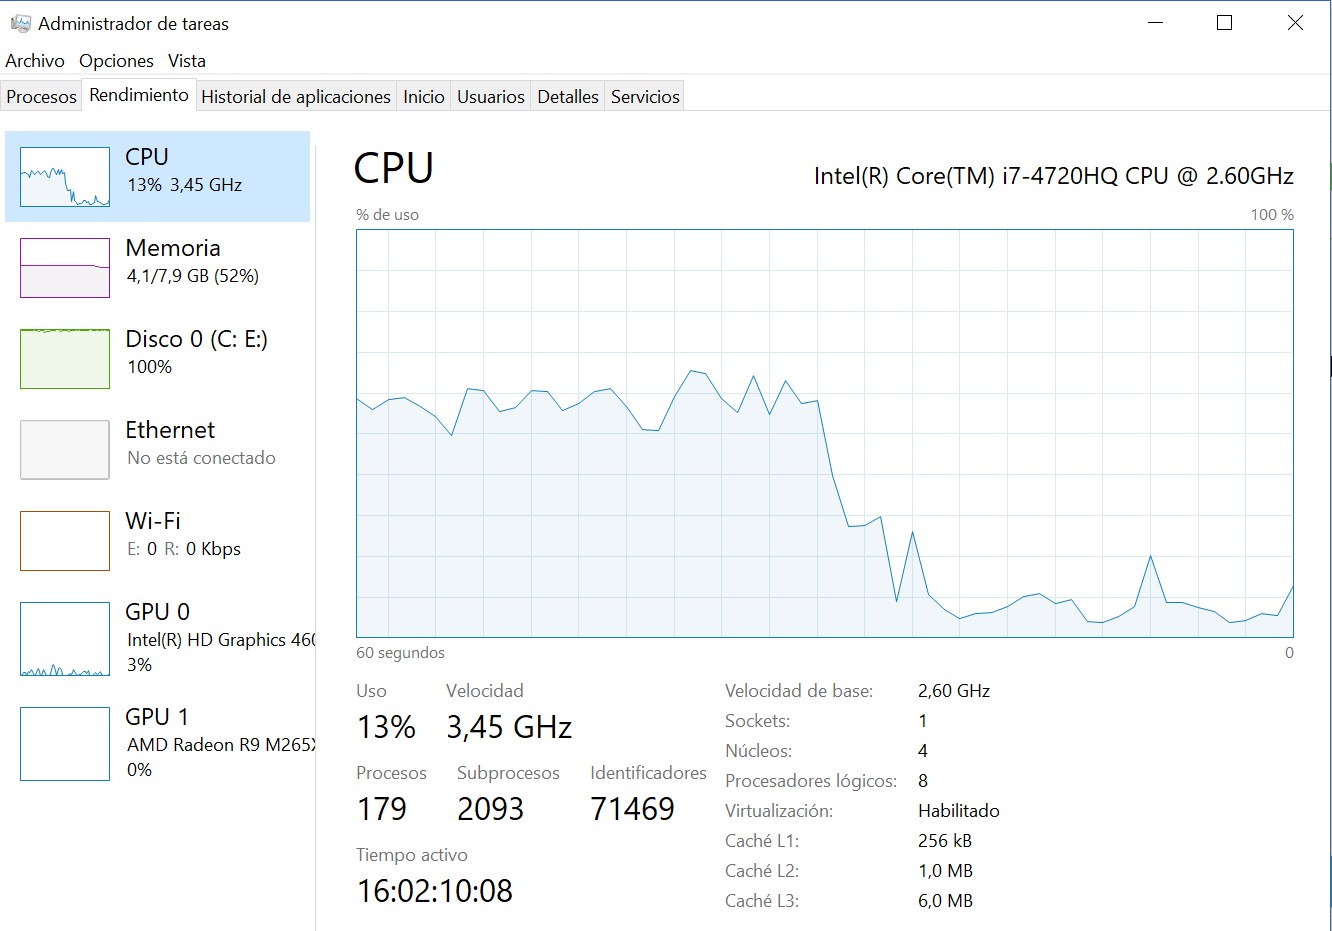 Administrador de tareas
Archivo Opciones Vista
Procesos Rendimiento Historial de aplicaciones Inicio Usuarios Detalles Servicios
CPU
13% 3,45 GHz
Memoria
4,1/7,9 GB (52%)
Disco 0 (C: E:)
100%
Ethernet
No está conectado
Wi-Fi
E: 0 R: 0 Kbps
GPU 0
Intel(R) HD Graphics 460
3%
GPU 1
AMD Radeon R9 M265X
0%
CPU
Intel(R) Core(TM) i7-4720HQ CPU @ 2.60GHz
% de uso 100 %
60 segundos 0
Uso Velocidad
13% 3,45 GHz
Procesos Subprocesos Identificadores
179 2093 71469
Tiempo activo
16:02:10:08
Velocidad de base: 2,60 GHz
Sockets: 1
Núcleos: 4
Procesadores lógicos: 8
Virtualización: Habilitado
Caché L1: 256 kB
Caché L2: 1,0 MB
Caché L3: 6,0 MB